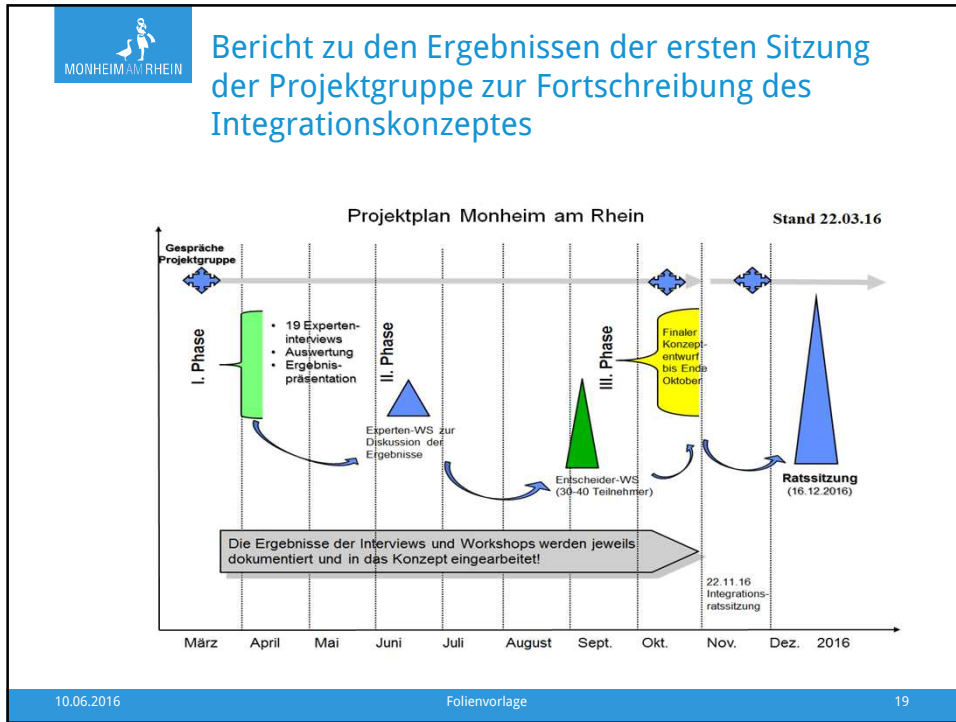 MONHEIM AM RHEIN
Bericht zu den Ergebnissen der ersten Sitzung
der Projektgruppe zur Fortschreibung des
Integrationskonzeptes
Projektplan Monheim am Rhein
Stand 22.03.16
Gespräche
Projektgruppe
I. Phase
• 19 Experten-
interviews
• Auswertung
• Ergebnis-
präsentation
II. Phase
Experten-WS zur
Diskussion der
Ergebnisse
III. Phase
Finaler
Konzept-
entwurf
bis Ende
Oktober
Entscheider-WS
(30-40 Teilnehmer)
Ratssitzung
(16.12.2016)
Die Ergebnisse der Interviews und Workshops werden jeweils
dokumentiert und in das Konzept eingearbeitet!
22.11.16
Integrations-
ratssitzung
März April Mai Juni Juli August Sept. Okt. Nov. Dez. 2016
10.06.2016 Folienvorlage 19